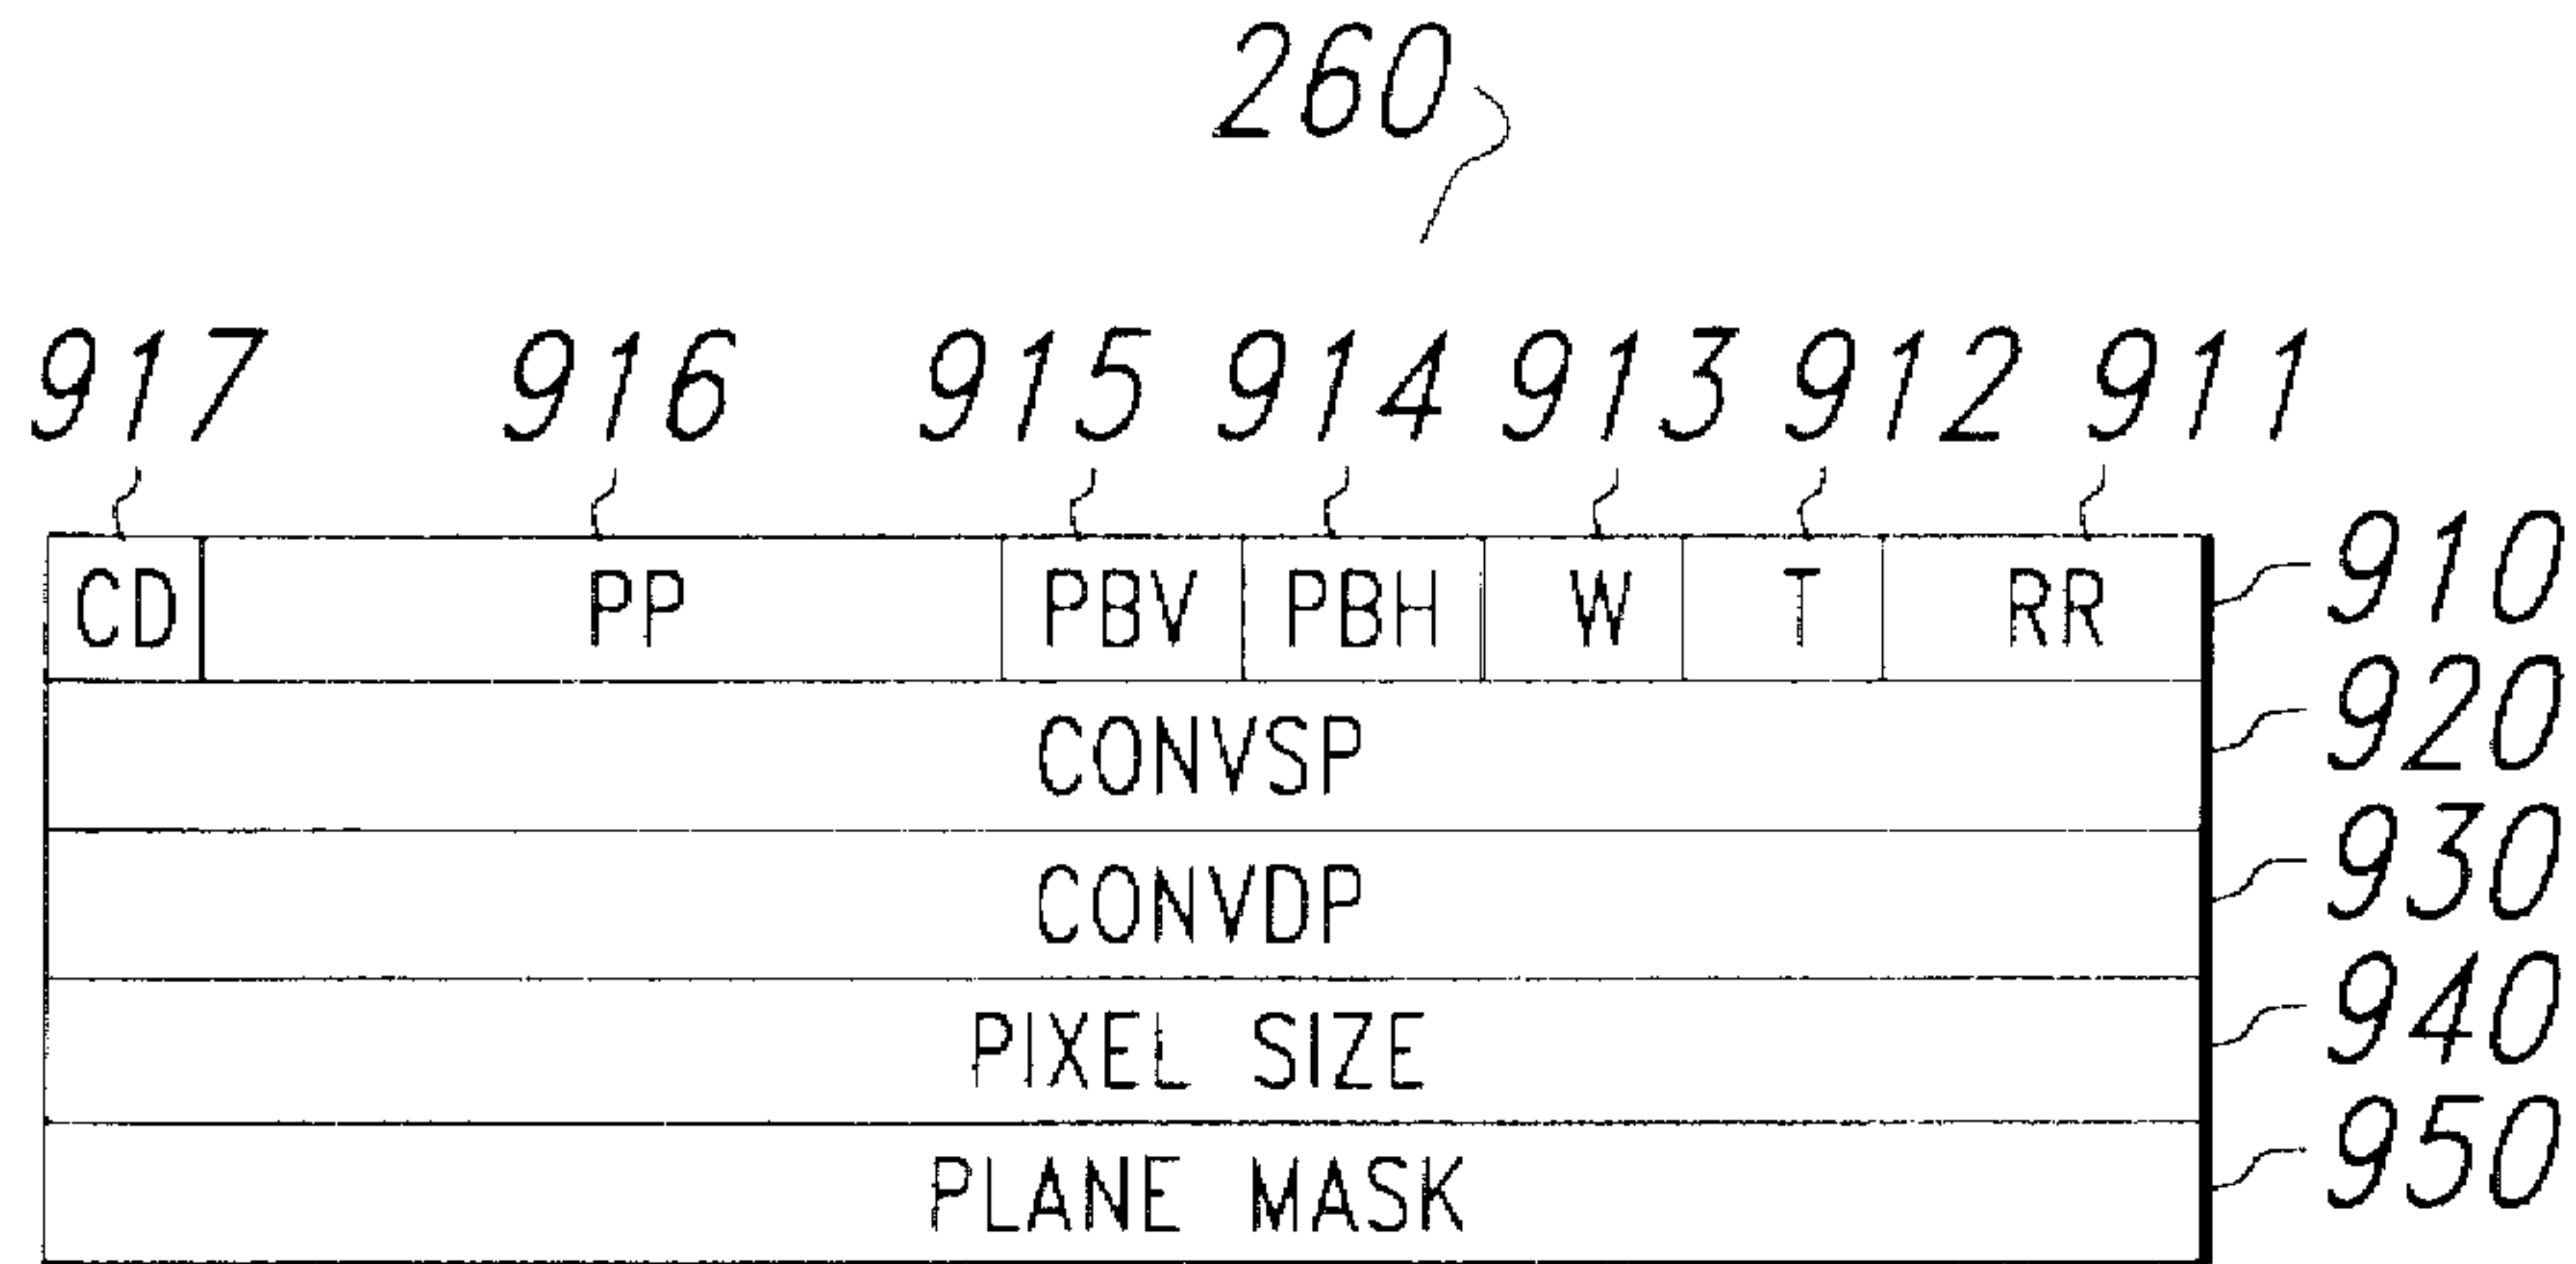 260
917 916 915 914 913 912 911
CD PP PBV PBH W T RR 910
CONVSP 920
CONVDP 930
PIXEL SIZE 940
PLANE MASK 950